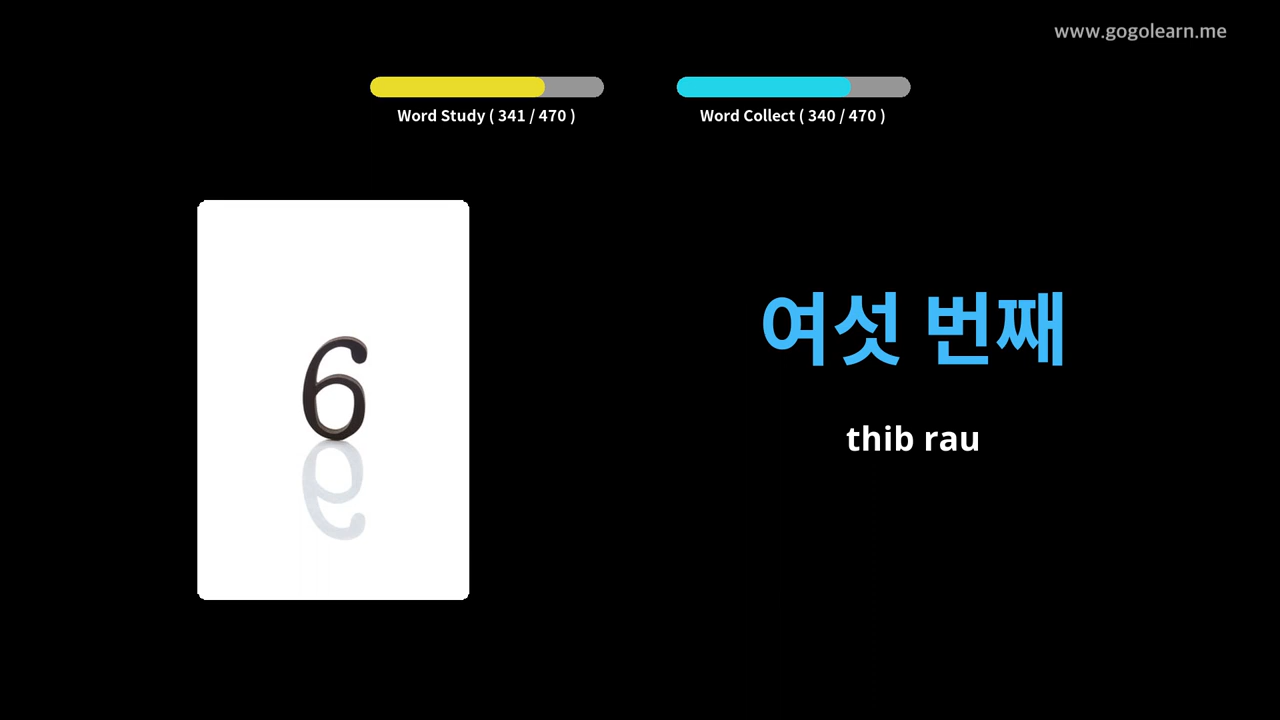 www.gogolearn.me
Word Study ( 341 / 470 )
Word Collect ( 340 / 470 )
6
여섯 번째
thib rau